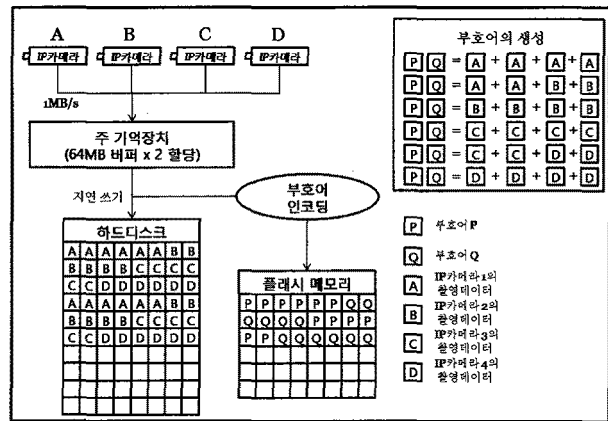 A B C D
IP카메라 IP카메라 IP카메라 IP카메라
1MB/s
주 기억장치
(64MB 버퍼 x 2 할당)
지연 쓰기
부호어
인코딩
하드디스크
A A A A A A B B
B B B B C C C C
C C D D D D D D
A A A A A A B B
B B B B C C C C
C C D D D D D D
플래시 메모리
P P P P P P Q Q
Q Q Q Q P P P P
P P Q Q Q Q Q Q
부호어의 생성
P Q = A + A + A + A
P Q = A + A + B + B
P Q = B + B + B + B
P Q = C + C + C + C
P Q = C + C + D + D
P Q = D + D + D + D
P 부호어 P
Q 부호어 Q
A IP카메라 1의
촬영데이터
B IP카메라 2의
촬영데이터
C IP카메라 3의
촬영데이터
D IP카메라 4의
촬영데이터